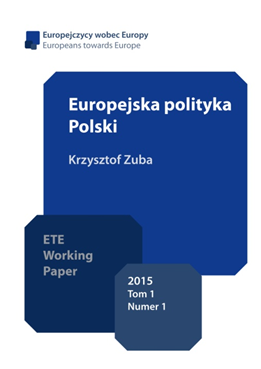 Europejczycy wobec Europy
Europeans towards Europe
Europejska polityka
Polski
Krzysztof Zuba
ETE
Working
Paper
2015
Tom 1
Numer 1